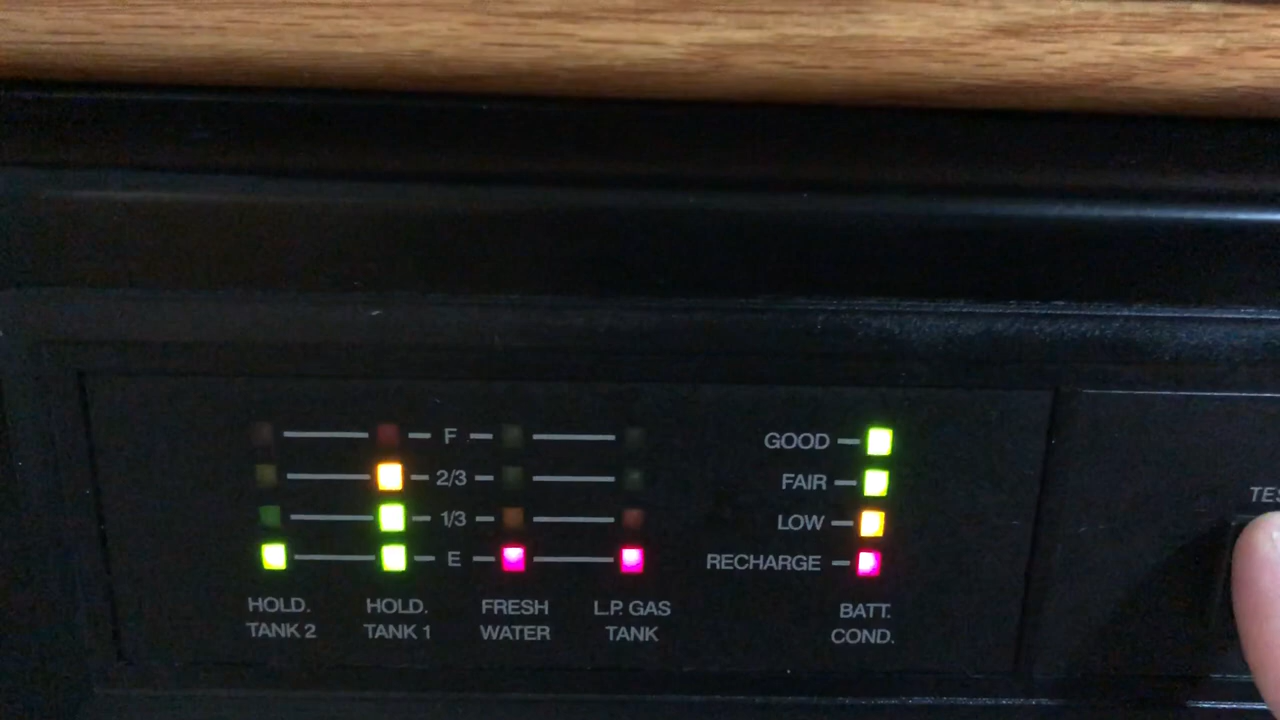 F
2/3
1/3
E
HOLD.
TANK 2
HOLD.
TANK 1
FRESH
WATER
L.P. GAS
TANK
GOOD
FAIR
LOW
RECHARGE
BATT.
COND.